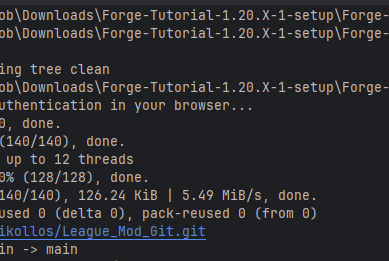 ob\Downloads\Forge-Tutorial-1.20.X-1-setup\Forge-
ob\Downloads\Forge-Tutorial-1.20.X-1-setup\Forge-
ing tree clean
ob\Downloads\Forge-Tutorial-1.20.X-1-setup\Forge-
uthentication in your browser...
0, done.
(140/140), done.
up to 12 threads
0% (128/128), done.
140/140), 126.24 KiB | 5.49 MiB/s, done.
used 0 (delta 0), pack-reused 0 (from 0)
ikollos/League_Mod_Git.git
in -> main